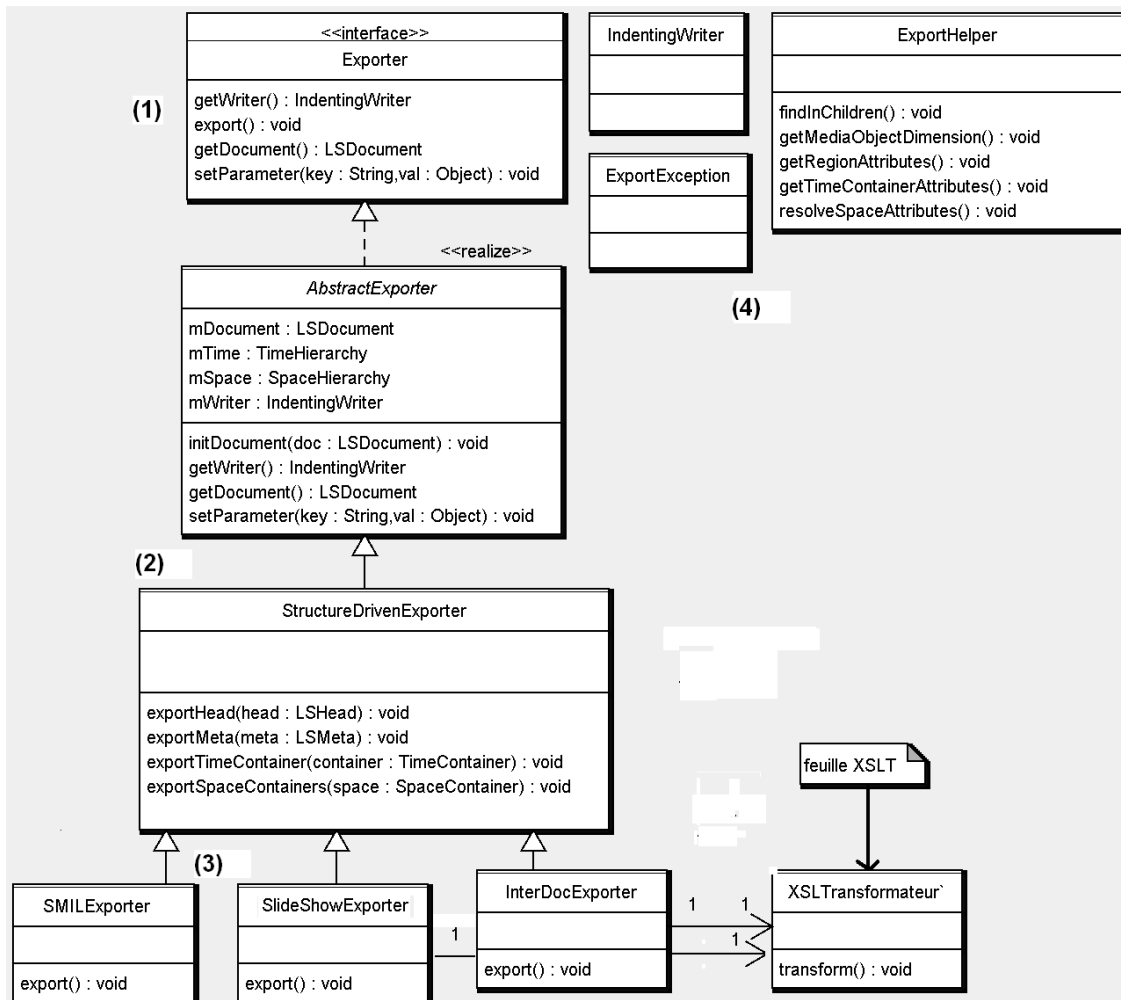 <<interface>>
Exporter
getWriter() : IndentingWriter
export() : void
getDocument() : LSDocument
setParameter(key : String,val : Object) : void
(1)
IndentingWriter
ExportException
ExportHelper
findInChildren() : void
getMediaObjectDimension() : void
getRegionAttributes() : void
getTimeContainerAttributes() : void
resolveSpaceAttributes() : void
(4)
<<realize>>
AbstractExporter
mDocument : LSDocument
mTime : TimeHierarchy
mSpace : SpaceHierarchy
mWriter : IndentingWriter
initDocument(doc : LSDocument) : void
getWriter() : IndentingWriter
getDocument() : LSDocument
setParameter(key : String,val : Object) : void
(2)
StructureDrivenExporter
exportHead(head : LSHead) : void
exportMeta(meta : LSMeta) : void
exportTimeContainer(container : TimeContainer) : void
exportSpaceContainers(space : SpaceContainer) : void
feuille XSLT
(3)
SMILExporter
export() : void
SlideShowExporter
export() : void
1
InterDocExporter
export() : void
1
1
1
XSLTransformateur`
transform() : void